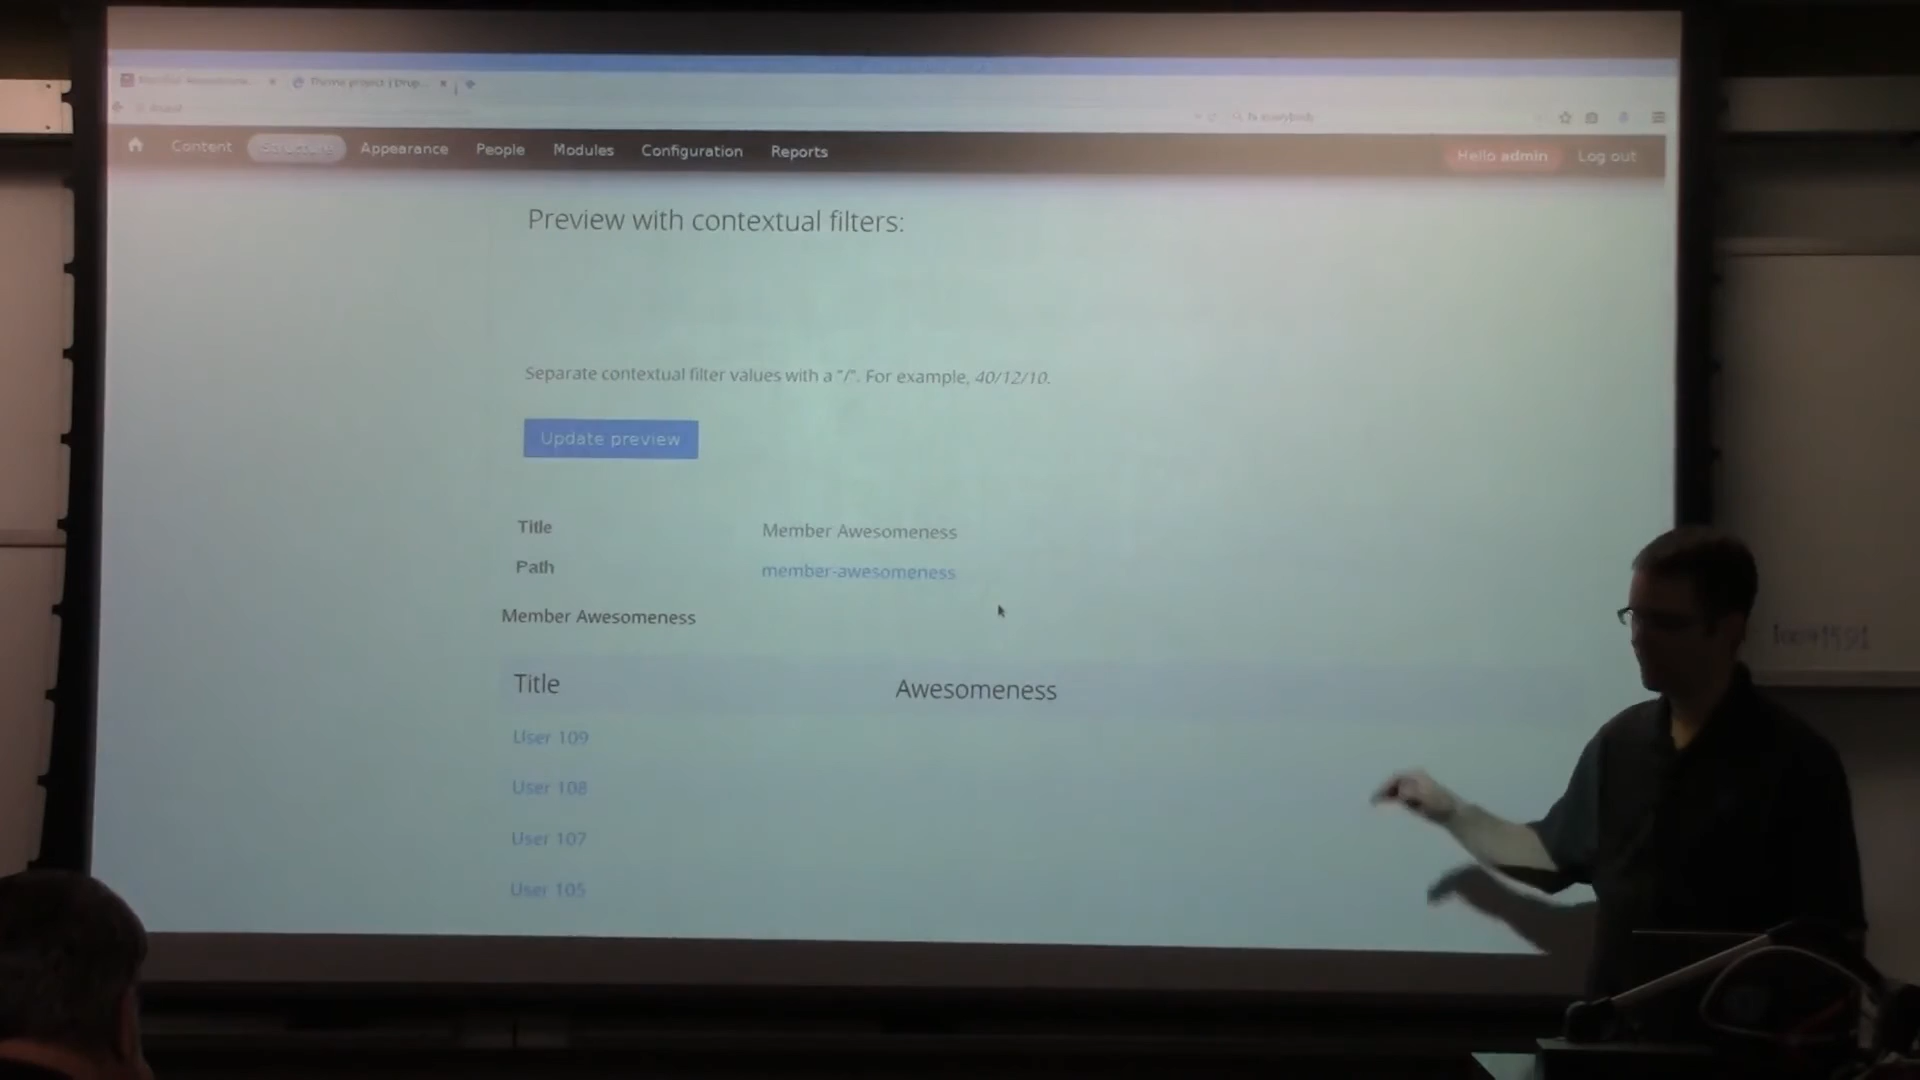 Content Structure Appearance People Modules Configuration Reports Hello admin Log out
Preview with contextual filters:
Separate contextual filter values with a "/". For example, 40/12/10.
Update preview
Title Member Awesomeness
Path member-awesomeness
Member Awesomeness
Title Awesomeness
User 109
User 108
User 107
User 105